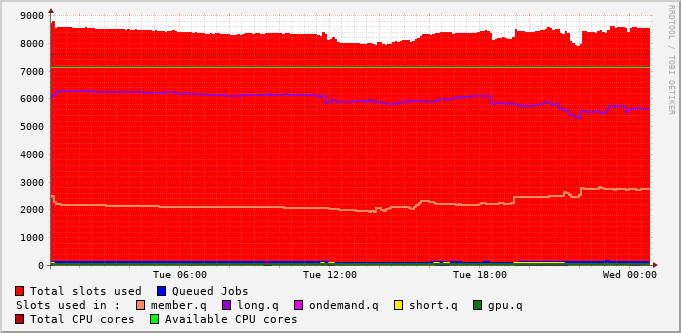 RRDTOOL / TOBI OETIKER
9000
8000
7000
6000
5000
4000
3000
2000
1000
0
Tue 06:00 Tue 12:00 Tue 18:00 Wed 00:00
Total slots used Queued Jobs
Slots used in : member.q long.q ondemand.q short.q gpu.q
Total CPU cores Available CPU cores